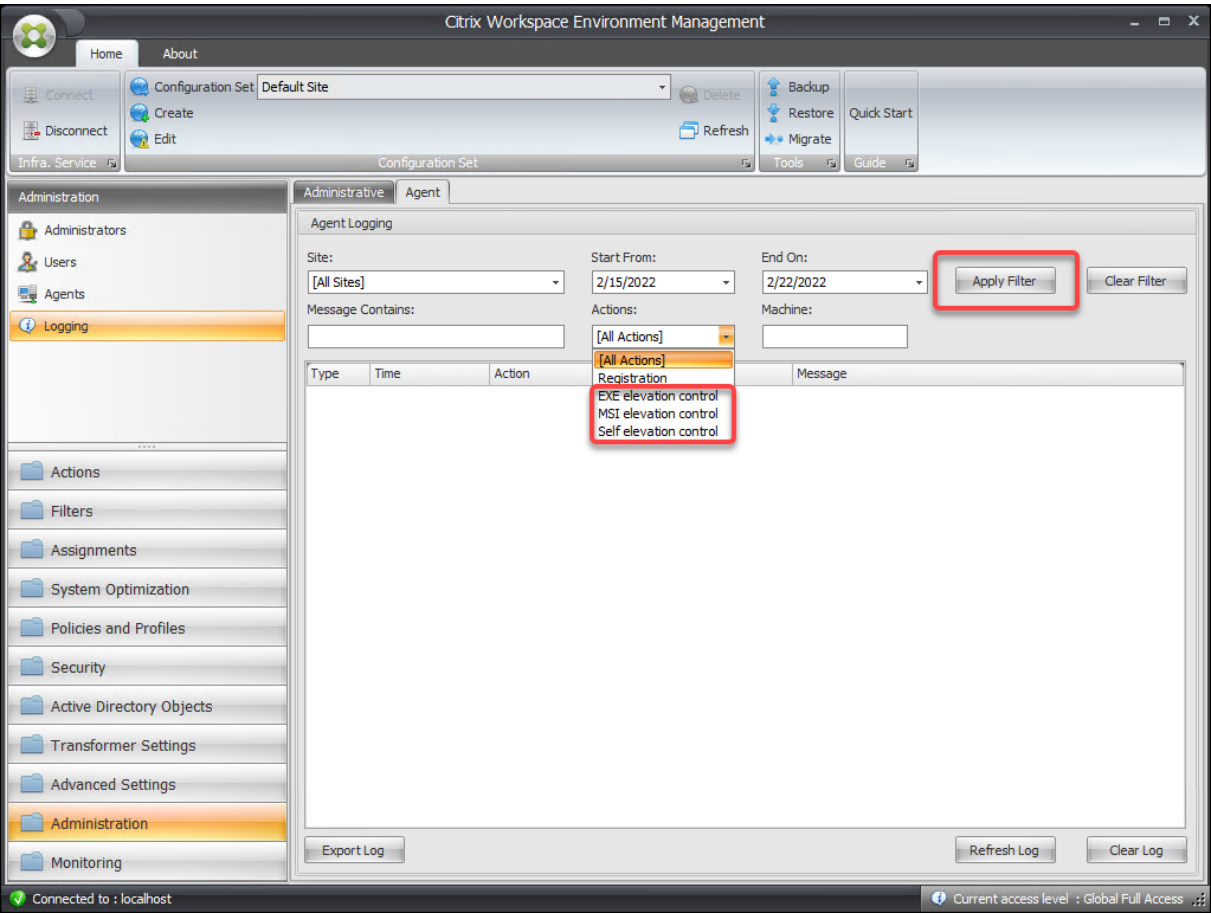 Citrix Workspace Environment Management
Home About
Connect
Disconnect
Infra. Service
Configuration Set Default Site
Create
Edit
Delete
Refresh
Configuration Set
Backup
Restore
Migrate
Tools
Quick Start
Guide
Administration
Administrators
Users
Agents
Logging
Actions
Filters
Assignments
System Optimization
Policies and Profiles
Security
Active Directory Objects
Transformer Settings
Advanced Settings
Administration
Monitoring
Administrative Agent
Agent Logging
Site: Start From: End On:
[All Sites] 2/15/2022 2/22/2022 Apply Filter Clear Filter
Message Contains: Actions: Machine:
[All Actions]
[All Actions]
Registration
EXE elevation control
MSI elevation control
Self elevation control
Type Time Action Message
Export Log Refresh Log Clear Log
Connected to : localhost Current access level : Global Full Access